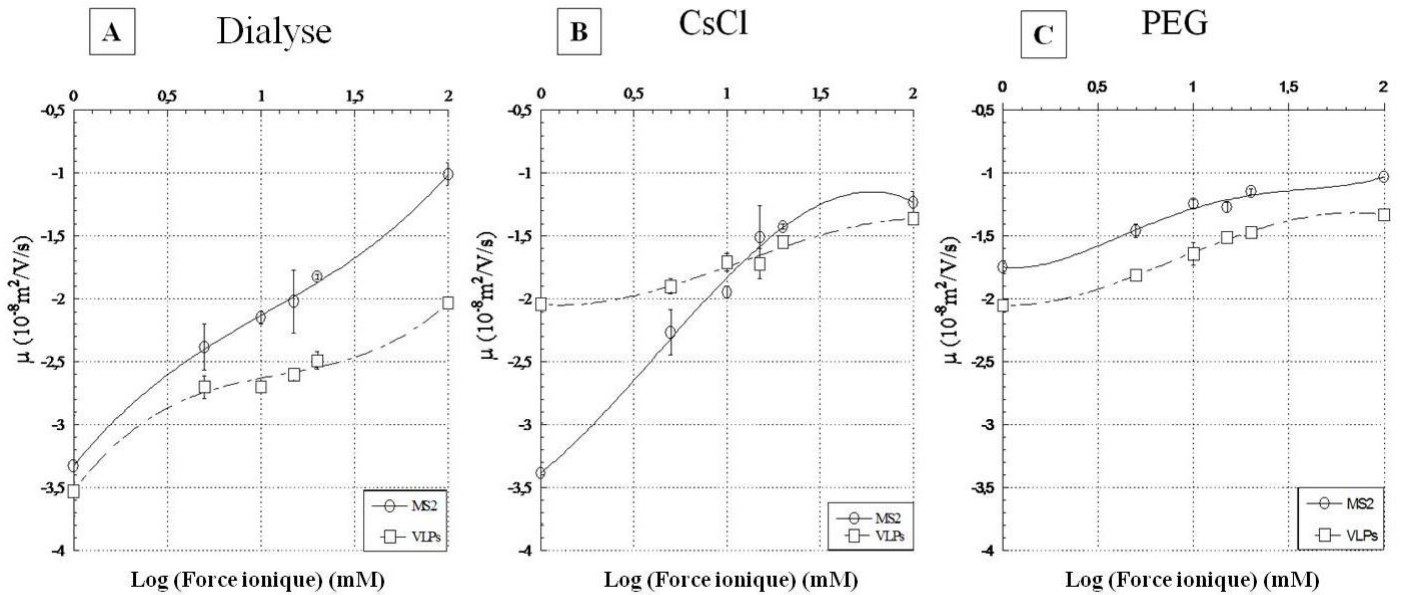 A Dialyse
0 0,5 1 1,5 2
-0,5
-1
-1,5
-2
-2,5
-3
-3,5
-4
μ (10⁻⁸m²/V/s)
MS2
VLPs
Log (Force ionique) (mM)
B CsCl
0 0,5 1 1,5 2
-0,5
-1
-1,5
-2
-2,5
-3
-3,5
-4
μ (10⁻⁸m²/V/s)
MS2
VLPs
Log (Force ionique) (mM)
C PEG
0 0,5 1 1,5 2
-0,5
-1
-1,5
-2
-2,5
-3
-3,5
-4
μ (10⁻⁸m²/V/s)
MS2
VLPs
Log (Force ionique) (mM)